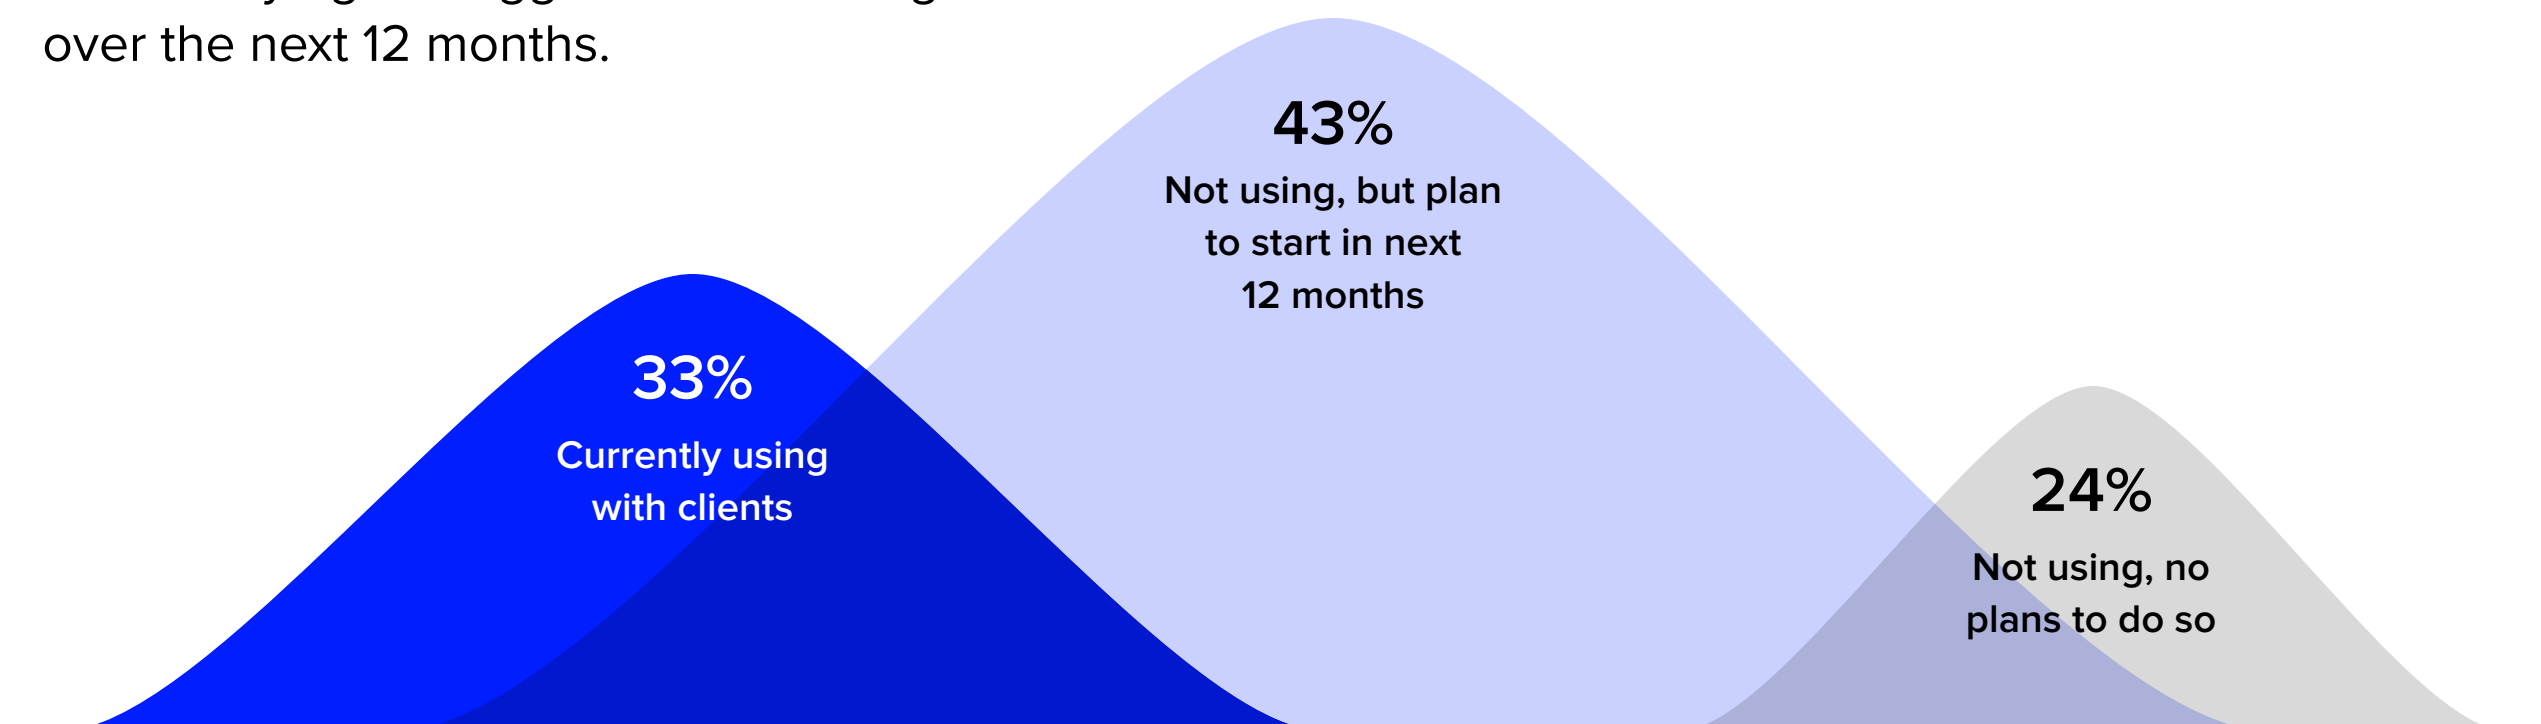 over the next 12 months.
43%
Not using, but plan
to start in next
12 months
33%
Currently using
with clients
24%
Not using, no
plans to do so